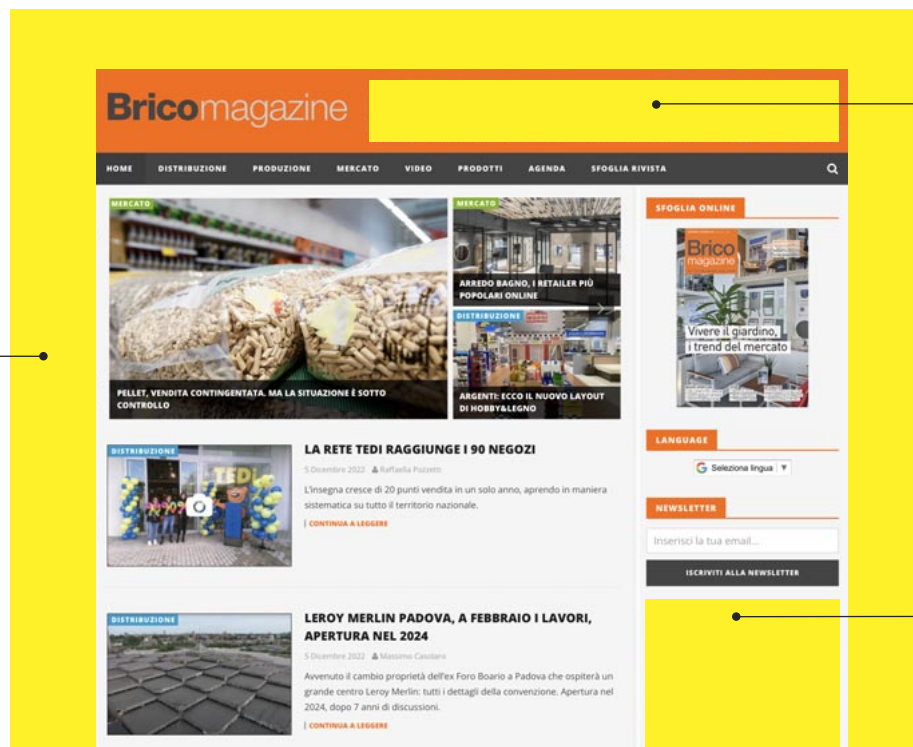 Bricomagazine
HOME DISTRIBUZIONE PRODUZIONE MERCATO VIDEO PRODOTTI AGENDA SFOGLIA RIVISTA
MERCATO
PELLET, VENDITA CONTINGENTATA. MA LA SITUAZIONE È SOTTO
CONTROLLO
MERCATO
ARREDO BAGNO, I RETAILER PIÙ
POPOLARI ONLINE
DISTRIBUZIONE
ARGENTI: ECCO IL NUOVO LAYOUT
DI HOBBY&LEGNO
SFOGLIA ONLINE
Brico
magazine
Vivere il giardino,
i trend del mercato
LANGUAGE
G Seleziona lingua ▼
NEWSLETTER
Inserisci la tua email...
ISCRIVITI ALLA NEWSLETTER
DISTRIBUZIONE
TEDi
LA RETE TEDI RAGGIUNGE I 90 NEGOZI
5 Dicembre 2022 Raffaella Pozzetti
L'insegna cresce di 20 punti vendita in un solo anno, aprendo in maniera
sistematica su tutto il territorio nazionale.
| CONTINUA A LEGGERE
DISTRIBUZIONE
LEROY MERLIN PADOVA, A FEBBRAIO I LAVORI,
APERTURA NEL 2024
5 Dicembre 2022 Massimo Casolaro
Avvenuto il cambio proprietà dell'ex Foro Boario a Padova che ospiterà un
grande centro Leroy Merlin: tutti i dettagli della convenzione. Apertura nel
2024, dopo 7 anni di discussioni.
| CONTINUA A LEGGERE